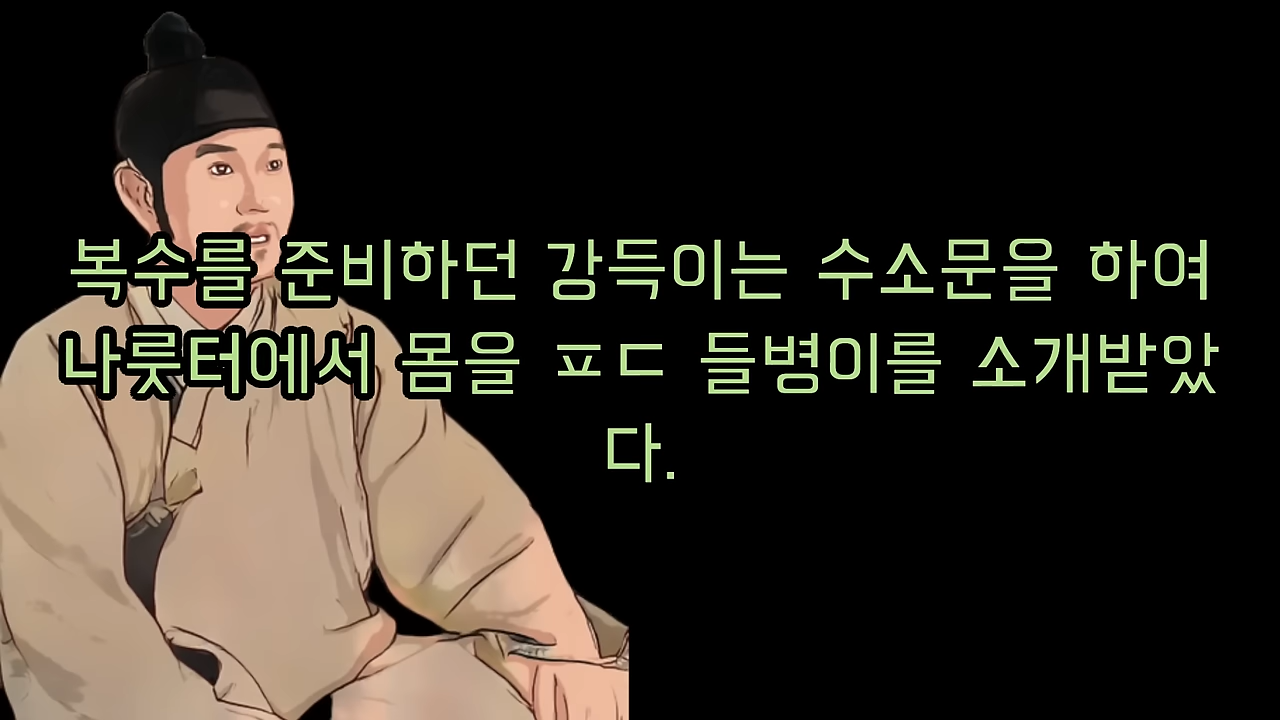 복수를 준비하던 강득이는 수소문을 하여
나룻터에서 몸을 ㅍㄷ 들병이를 소개받았
다.